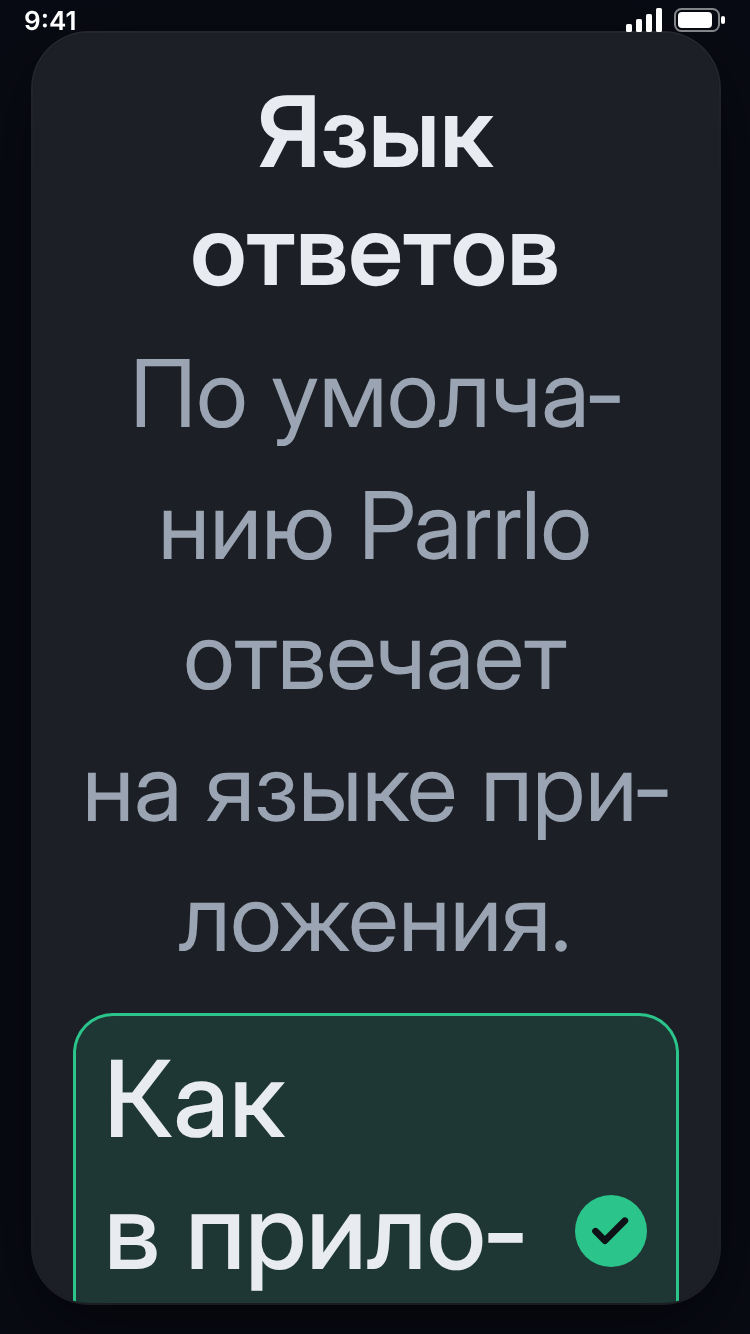 9:41
Язык
ответов
По умолча-
нию Parrlo
отвечает
на языке при-
ложения.
Как
в прило-